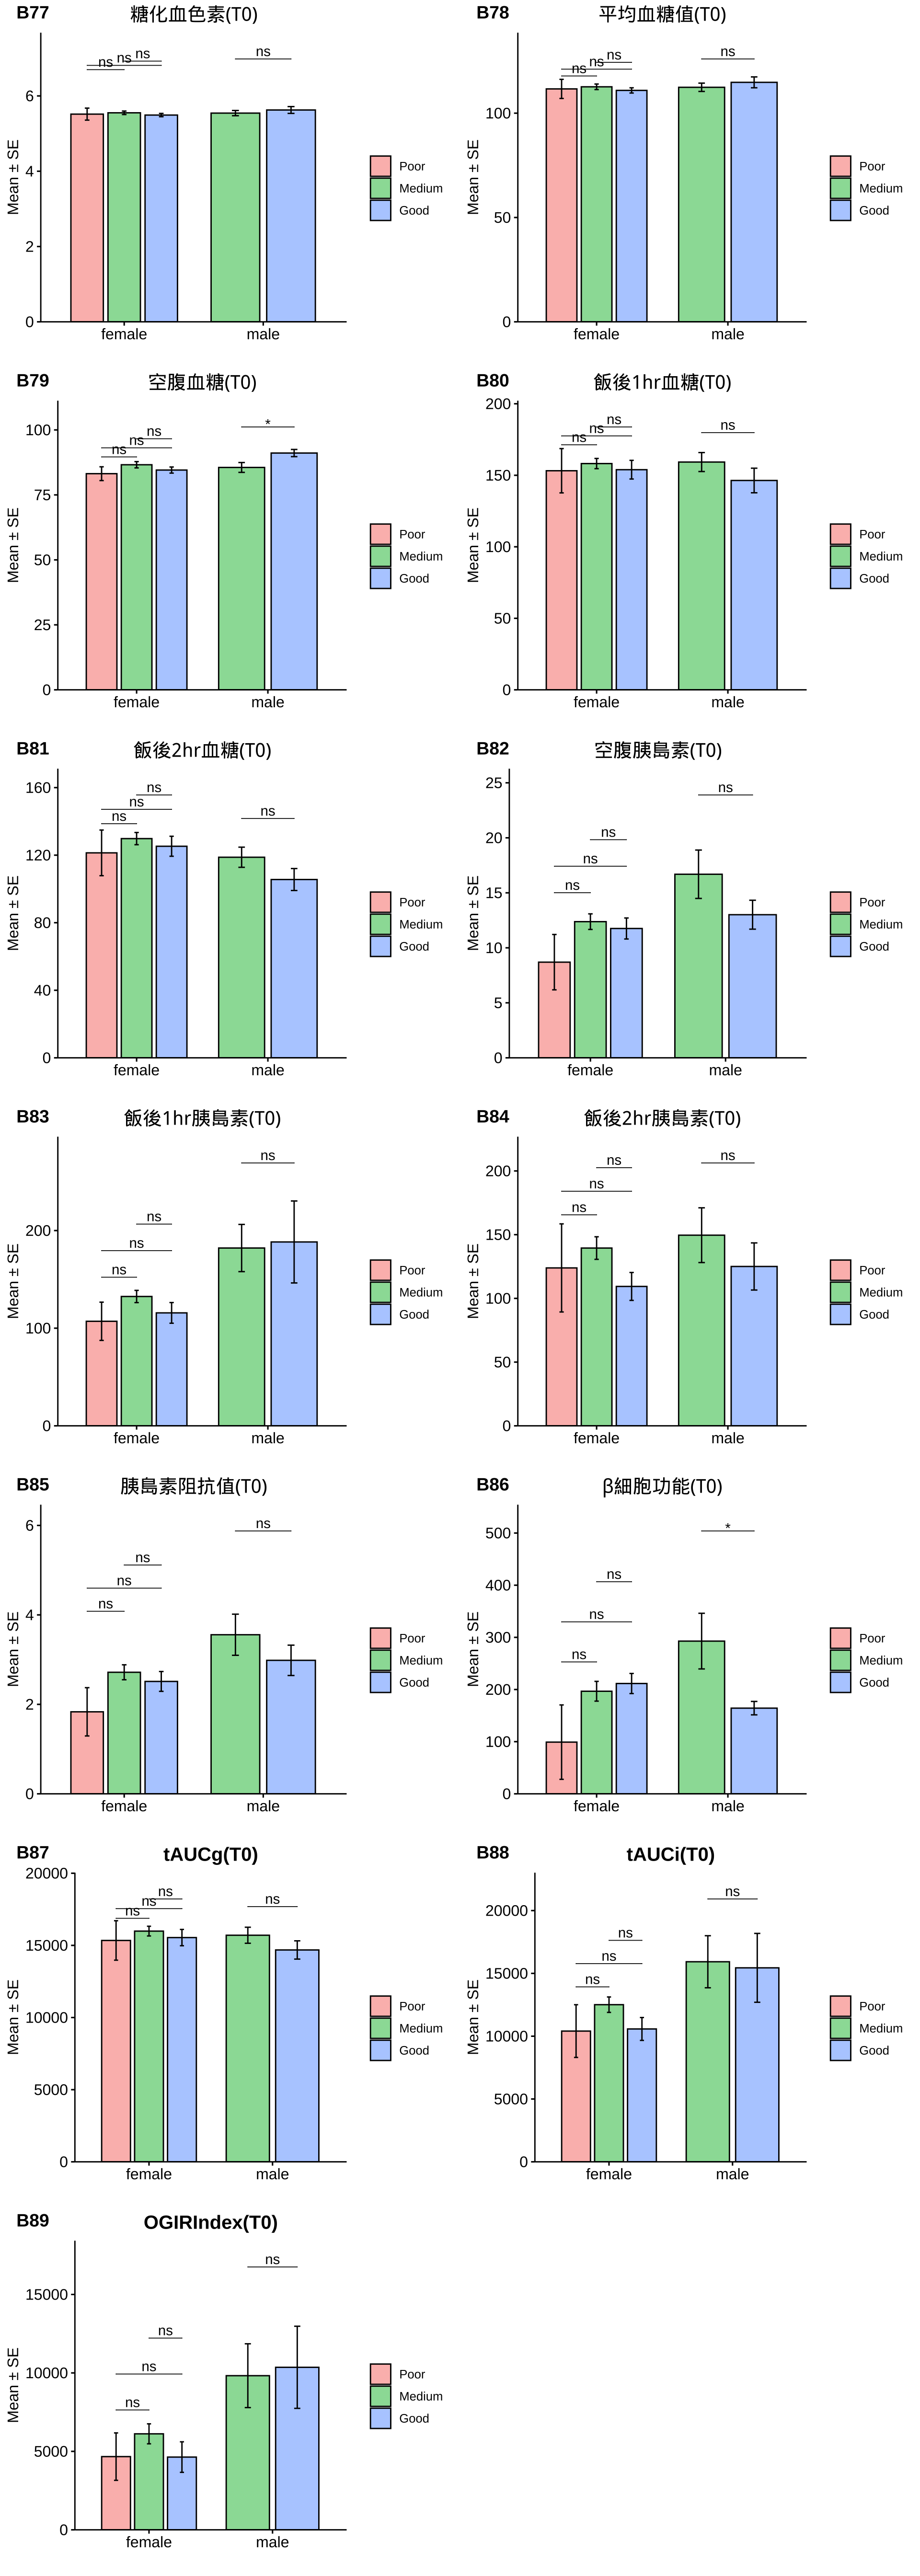 B77 糖化血色素(T0)
ns ns ns ns
6
4
2
0
Mean ± SE
female male
Poor
Medium
Good
B78 平均血糖值(T0)
ns ns ns ns
100
50
0
Mean ± SE
female male
Poor
Medium
Good
B79 空腹血糖(T0)
ns ns ns *
100
75
50
25
0
Mean ± SE
female male
Poor
Medium
Good
B80 飯後1hr血糖(T0)
ns ns ns ns
200
150
100
50
0
Mean ± SE
female male
Poor
Medium
Good
B81 飯後2hr血糖(T0)
ns ns ns ns
160
120
80
40
0
Mean ± SE
female male
Poor
Medium
Good
B82 空腹胰島素(T0)
ns ns ns ns
25
20
15
10
5
0
Mean ± SE
female male
Poor
Medium
Good
B83 飯後1hr胰島素(T0)
ns ns ns ns
200
100
0
Mean ± SE
female male
Poor
Medium
Good
B84 飯後2hr胰島素(T0)
ns ns ns ns
200
150
100
50
0
Mean ± SE
female male
Poor
Medium
Good
B85 胰島素阻抗值(T0)
ns ns ns ns
6
4
2
0
Mean ± SE
female male
Poor
Medium
Good
B86 β細胞功能(T0)
ns ns ns *
500
400
300
200
100
0
Mean ± SE
female male
Poor
Medium
Good
B87 tAUCg(T0)
ns ns ns ns
20000
15000
10000
5000
0
Mean ± SE
female male
Poor
Medium
Good
B88 tAUCi(T0)
ns ns ns ns
20000
15000
10000
5000
0
Mean ± SE
female male
Poor
Medium
Good
B89 OGIRIndex(T0)
ns ns ns ns
15000
10000
5000
0
Mean ± SE
female male
Poor
Medium
Good